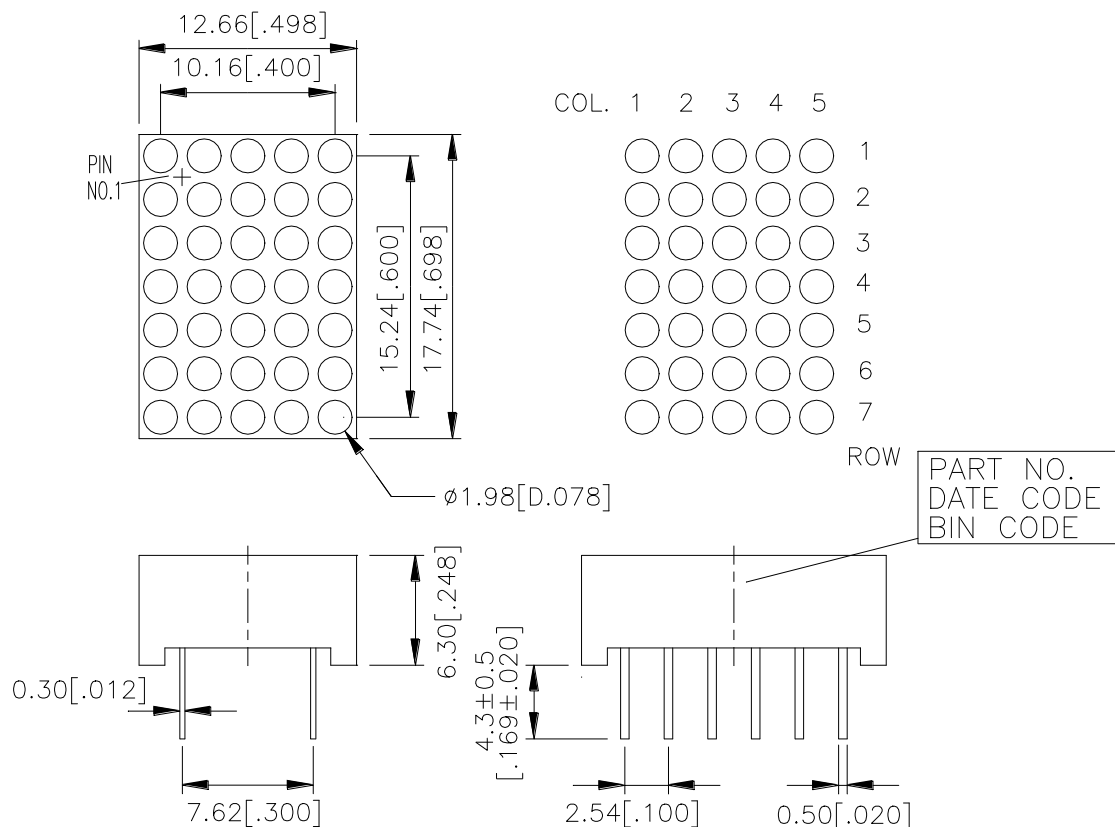 12.66[.498]
10.16[.400]
PIN
NO.1
15.24[.600]
17.74[.698]
ø1.98[D.078]
COL. 1 2 3 4 5
1
2
3
4
5
6
7
ROW
PART NO.
DATE CODE
BIN CODE
6.30[.248]
0.30[.012]
7.62[.300]
4.3±0.5
[.169±.020]
2.54[.100]
0.50[.020]